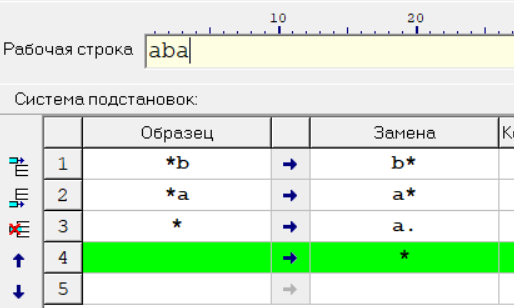 10 20
Рабочая строка aba
Система подстановок:
Образец Замена К
1 *b → b*
2 *a → a*
3 * → a.
4 → *
5 →